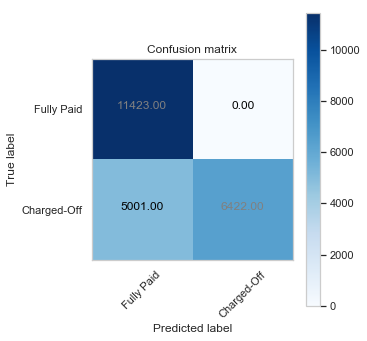 Confusion matrix
True label
Fully Paid
11423.00
0.00
Charged-Off
5001.00
6422.00
Fully Paid
Charged-Off
Predicted label
10000
8000
6000
4000
2000
0